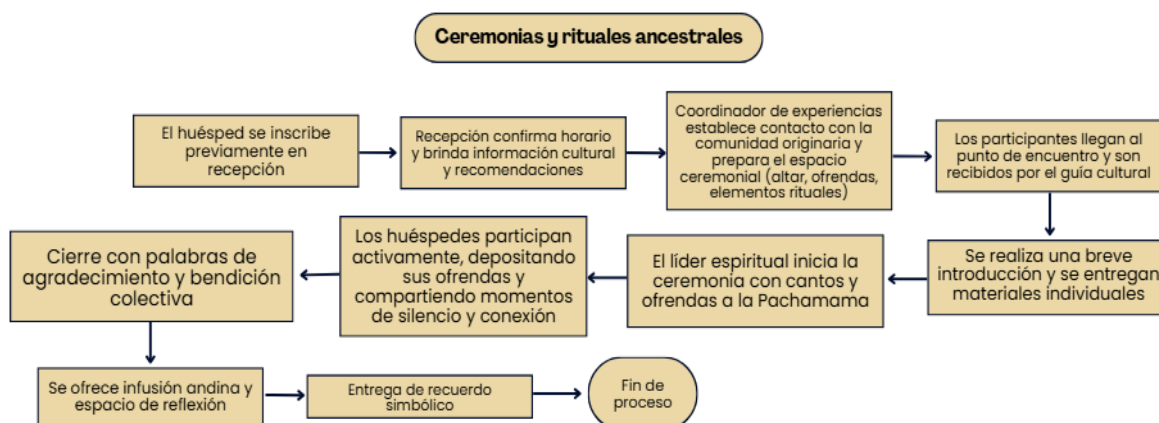 Ceremonias y rituales ancestrales
El huésped se inscribe
previamente en
recepción
Recepción confirma horario
y brinda información cultural
y recomendaciones
Coordinador de experiencias
establece contacto con la
comunidad originaria y
prepara el espacio
ceremonial (altar, ofrendas,
elementos rituales)
Los participantes llegan al
punto de encuentro y son
recibidos por el guía cultural
Se realiza una breve
introducción y se entregan
materiales individuales
El líder espiritual inicia la
ceremonia con cantos y
ofrendas a la Pachamama
Los huéspedes participan
activamente, depositando
sus ofrendas y
compartiendo momentos
de silencio y conexión
Cierre con palabras de
agradecimiento y bendición
colectiva
Se ofrece infusión andina y
espacio de reflexión
Entrega de recuerdo
simbólico
Fin de
proceso